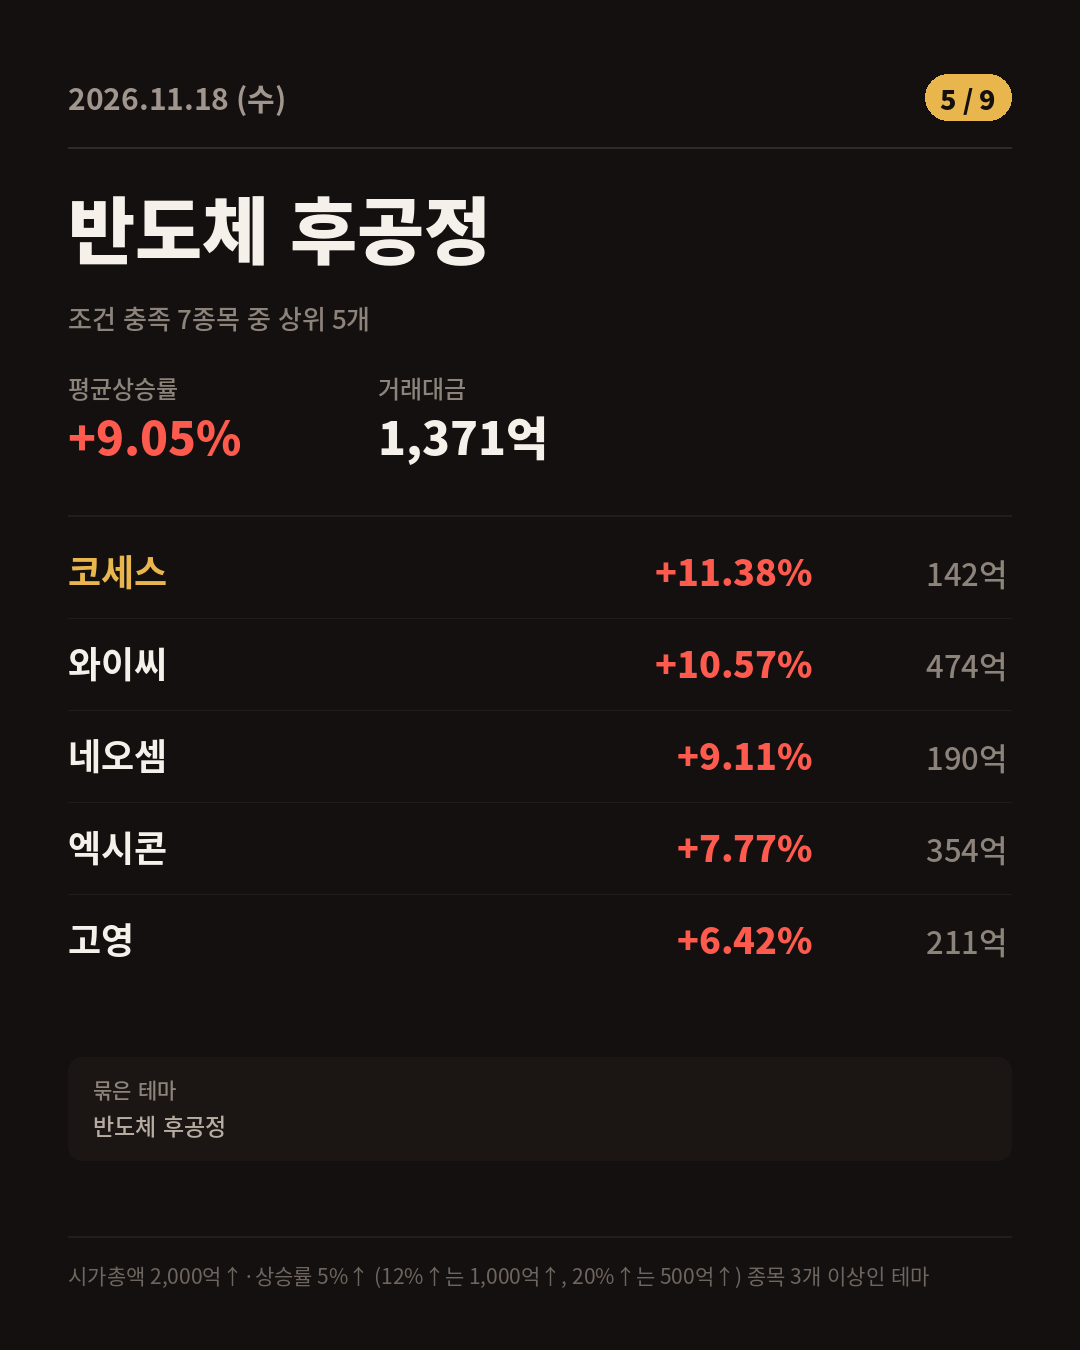 2026.11.18 (수)
5 / 9
반도체 후공정
조건 충족 7종목 중 상위 5개
평균상승률 거래대금
+9.05% 1,371억
코세스 +11.38% 142억
와이씨 +10.57% 474억
네오셈 +9.11% 190억
엑시콘 +7.77% 354억
고영 +6.42% 211억
묶은 테마
반도체 후공정
시가총액 2,000억↑ · 상승률 5%↑ (12%↑는 1,000억↑, 20%↑는 500억↑) 종목 3개 이상인 테마